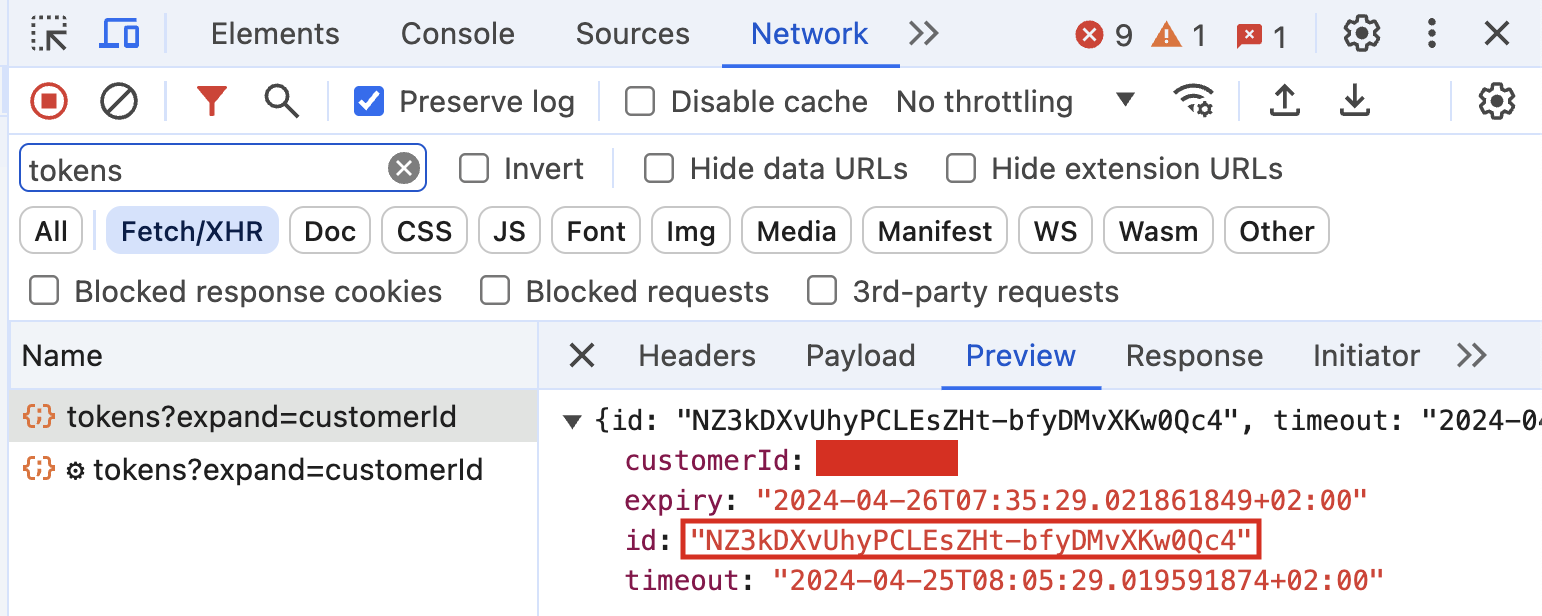 Elements Console Sources Network 9 1 1
Preserve log Disable cache No throttling
tokens Invert Hide data URLs Hide extension URLs
All Fetch/XHR Doc CSS JS Font Img Media Manifest WS Wasm Other
Blocked response cookies Blocked requests 3rd-party requests
Name Headers Payload Preview Response Initiator
tokens?expand=customerId
tokens?expand=customerId
{id: "NZ3kDXvUhyPCLEsZHt-bfyDMvXKw0Qc4", timeout: "2024-04
customerId:
expiry: "2024-04-26T07:35:29.021861849+02:00"
id: "NZ3kDXvUhyPCLEsZHt-bfyDMvXKw0Qc4"
timeout: "2024-04-25T08:05:29.019591874+02:00"